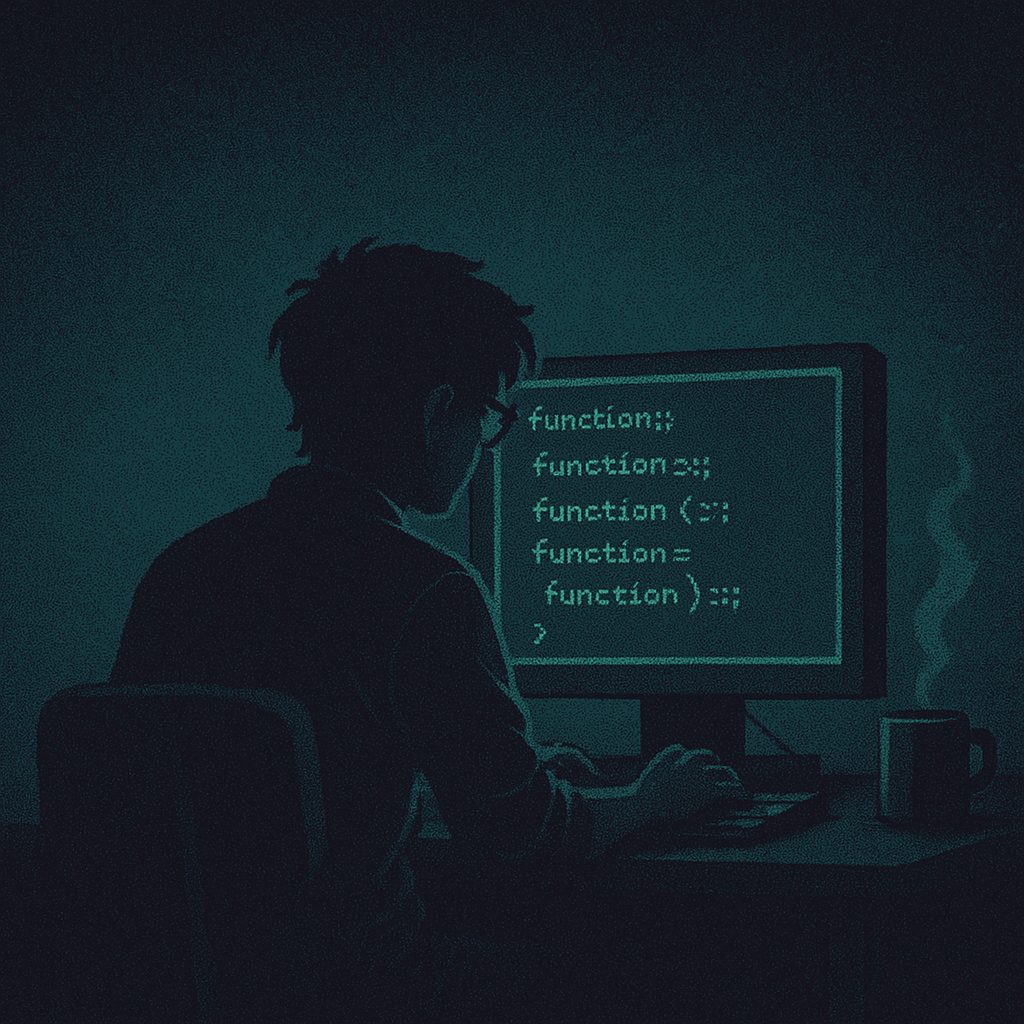 function:;
function =:;
function (=:;
function =
function ) :::;
>